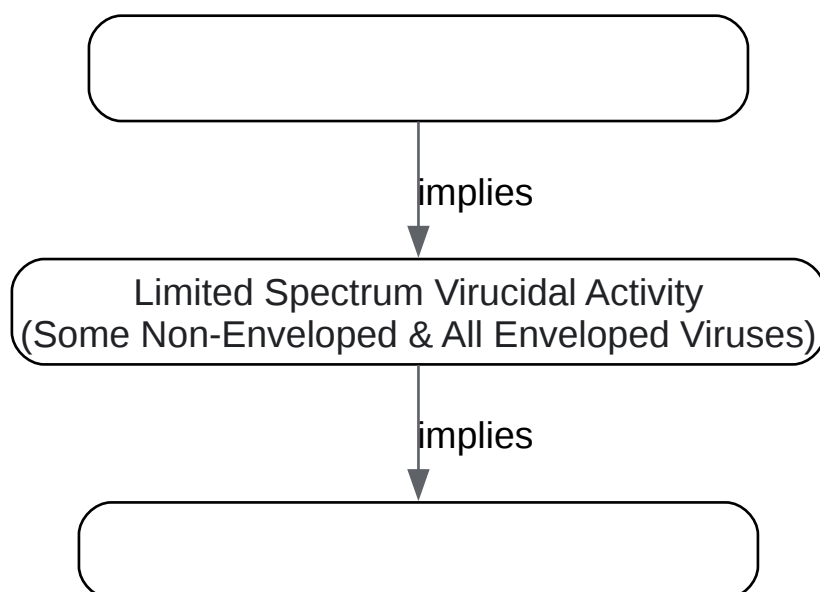 implies
Limited Spectrum Virucidal Activity
(Some Non-Enveloped & All Enveloped Viruses)
implies